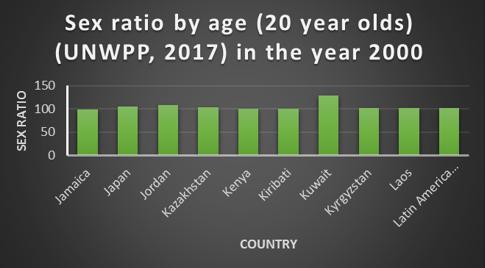 Sex ratio by age (20 year olds)
(UNWPP, 2017) in the year 2000
SEX RATIO
150
100
50
0
Jamaica
Japan
Jordan
Kazakhstan
Kenya
Kiribati
Kuwait
Kyrgyzstan
Laos
Latin America...
COUNTRY